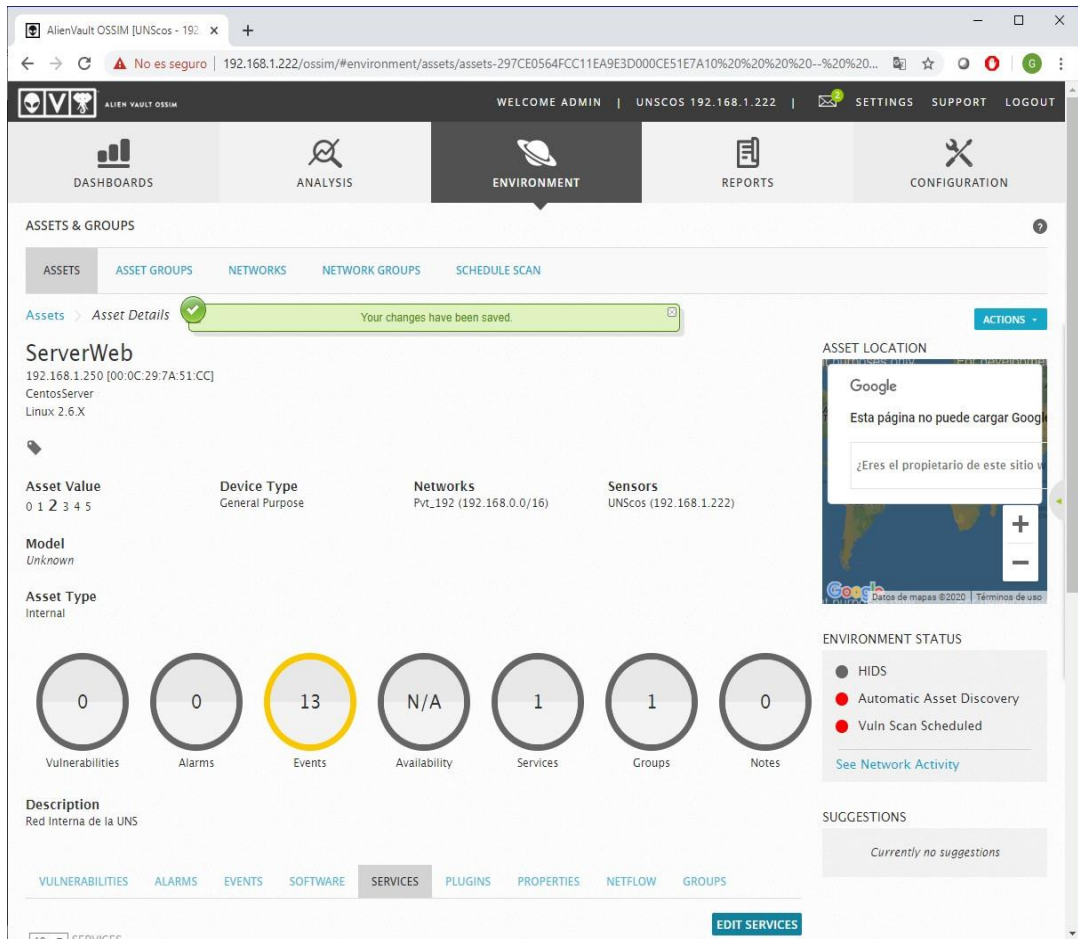 AlienVault OSSIM [UNScos - 192
No es seguro | 192.168.1.222/ossim/#environment/assets/assets-297CE0564FCC11EA9E3D000CE51E7A10%20%20%20%20--%20%20...
G
ALIEN VAULT OSSIM
WELCOME ADMIN | UNSCOS 192.168.1.222 | 2 SETTINGS SUPPORT LOGOUT
DASHBOARDS ANALYSIS ENVIRONMENT REPORTS CONFIGURATION
ASSETS & GROUPS
ASSETS ASSET GROUPS NETWORKS NETWORK GROUPS SCHEDULE SCAN
Assets Asset Details
Your changes have been saved.
ACTIONS
ServerWeb
192.168.1.250 [00:0C:29:7A:51:CC]
CentosServer
Linux 2.6.X
Asset Value
0 1 2 3 4 5
Device Type
General Purpose
Networks
Pvt_192 (192.168.0.0/16)
Sensors
UNScos (192.168.1.222)
Model
Unknown
Asset Type
Internal
0 0 13 N/A 1 1 0
Vulnerabilities Alarms Events Availability Services Groups Notes
Description
Red Interna de la UNS
VULNERABILITIES ALARMS EVENTS SOFTWARE SERVICES PLUGINS PROPERTIES NETFLOW GROUPS
EDIT SERVICES
SERVICES
ASSET LOCATION
Google
Esta página no puede cargar Google
¿Eres el propietario de este sitio w
Google
Datos de mapas ©2020 Términos de uso
ENVIRONMENT STATUS
HIDS
Automatic Asset Discovery
Vuln Scan Scheduled
See Network Activity
SUGGESTIONS
Currently no suggestions